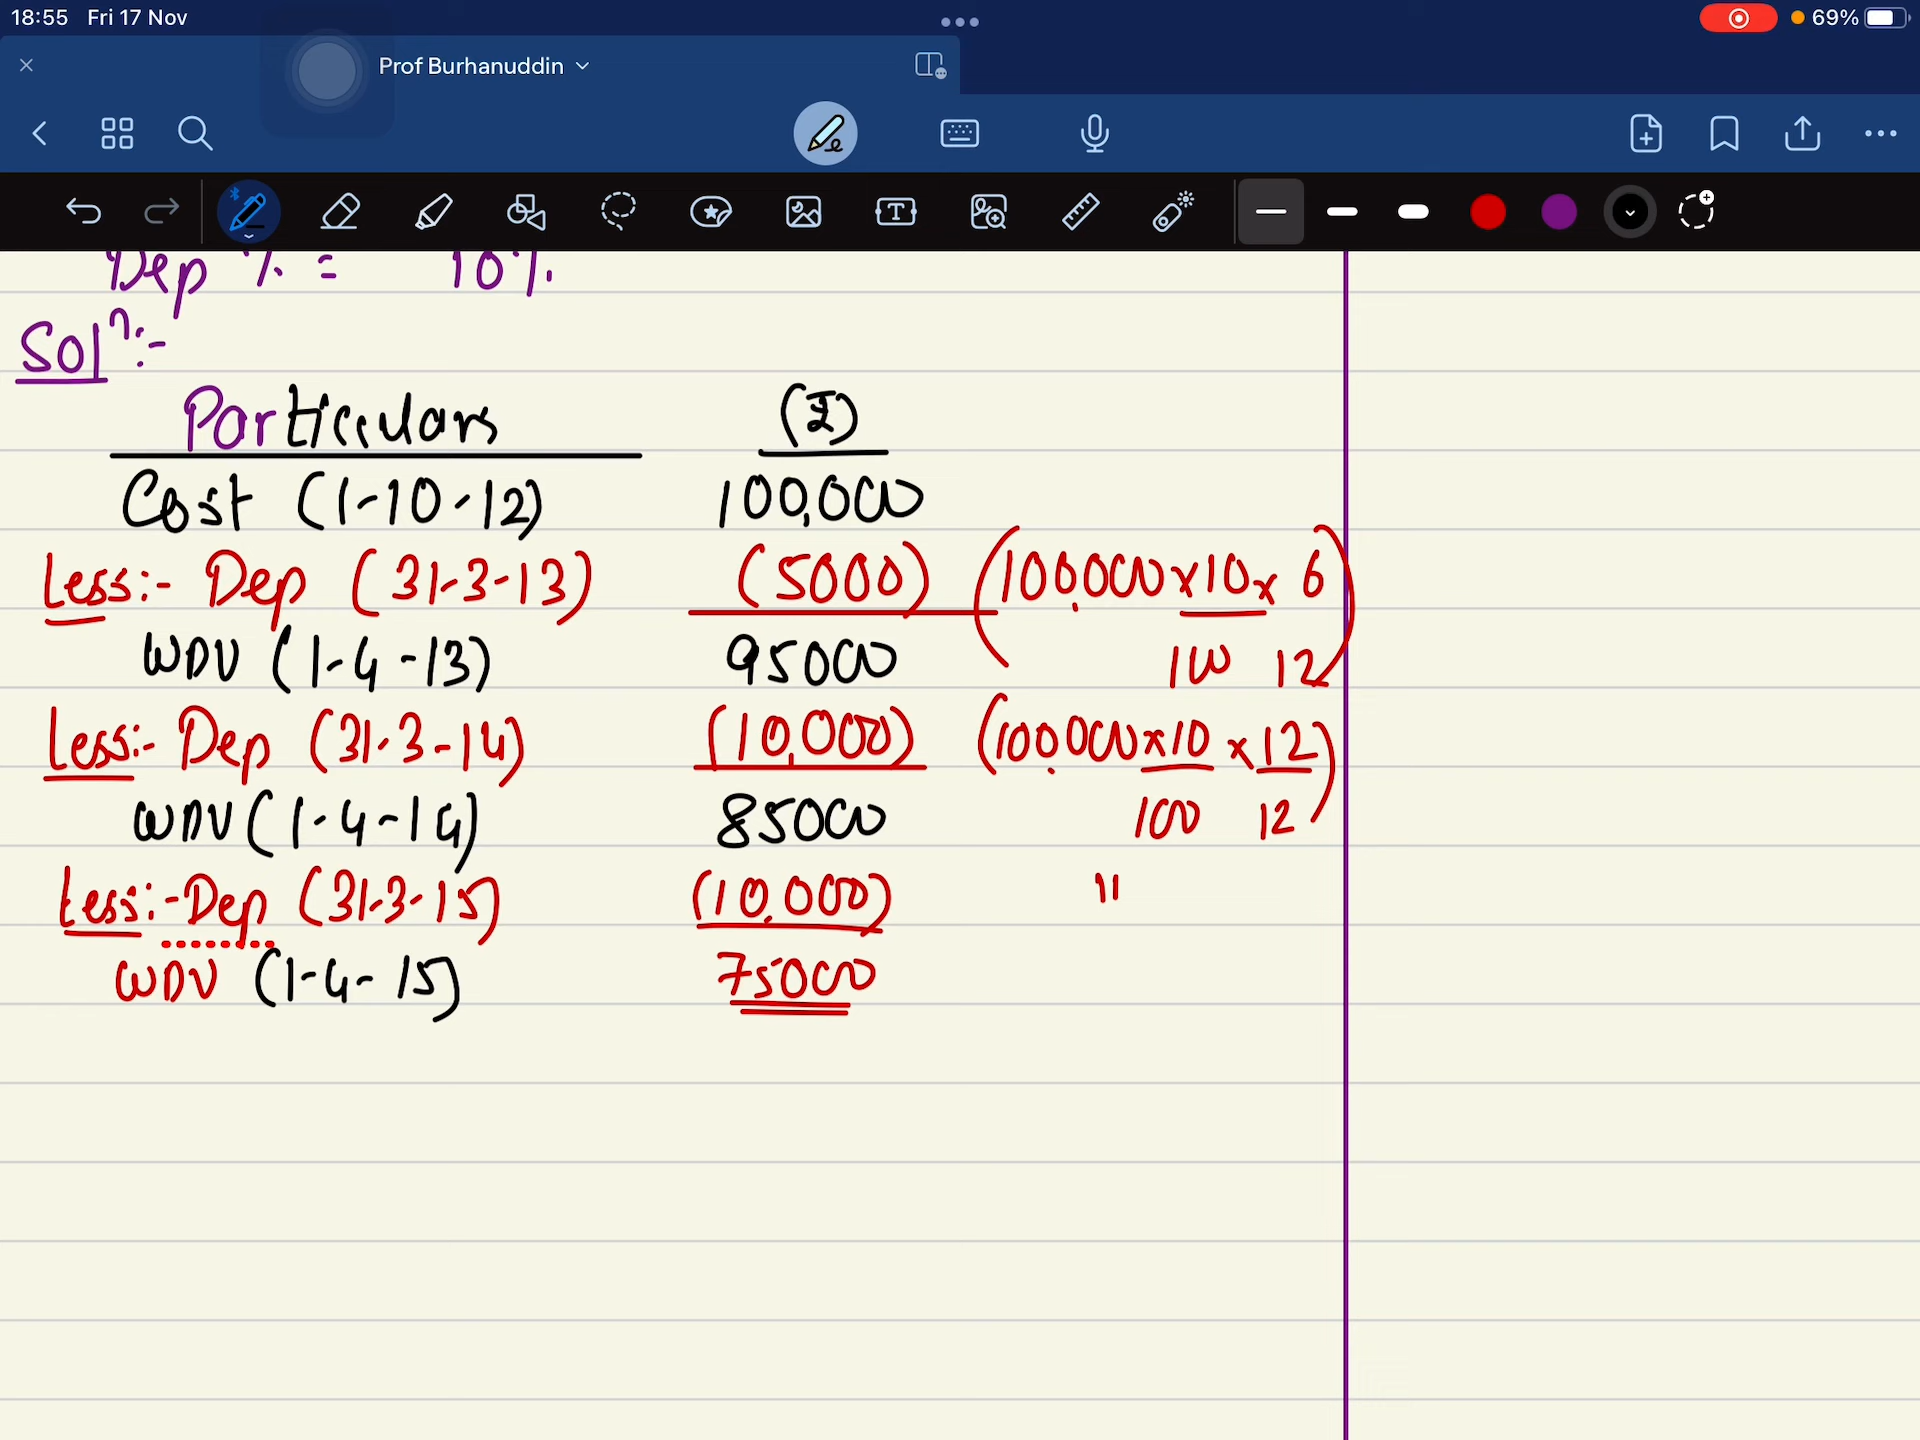 18:55 Fri 17 Nov
69%
Prof Burhanuddin
Dep % = 10%
Solⁿ:-
Particulars (₹)
Cost (1-10-12) 100,000
Less:- Dep (31-3-13) (5000) (100,000 x 10 x 6
WDV (1-4-13) 95000 100 12)
Less:- Dep (31-3-14) (10,000) (100,000 x 10 x 12)
WDV (1-4-14) 85000 100 12
Less:- Dep (31-3-15) (10,000) "
WDV (1-4-15) 75000